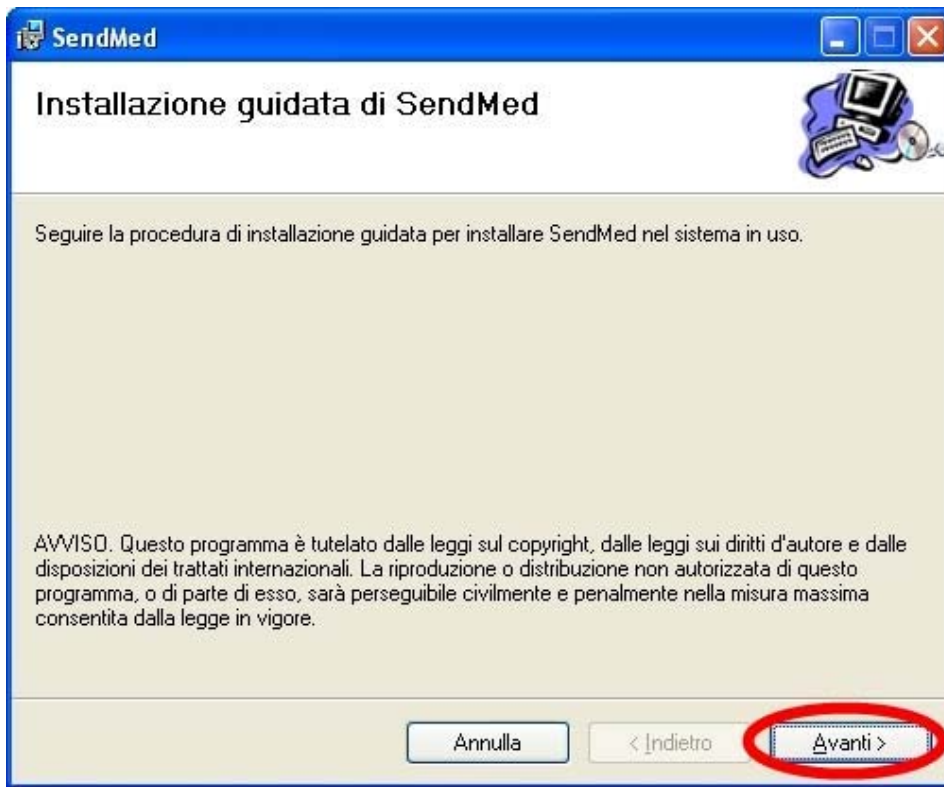 SendMed
Installazione guidata di SendMed
Seguire la procedura di installazione guidata per installare SendMed nel sistema in uso.
AVVISO. Questo programma è tutelato dalle leggi sul copyright, dalle leggi sui diritti d'autore e dalle
disposizioni dei trattati internazionali. La riproduzione o distribuzione non autorizzata di questo
programma, o di parte di esso, sarà perseguibile civilmente e penalmente nella misura massima
consentita dalla legge in vigore.
Annulla < Indietro Avanti >